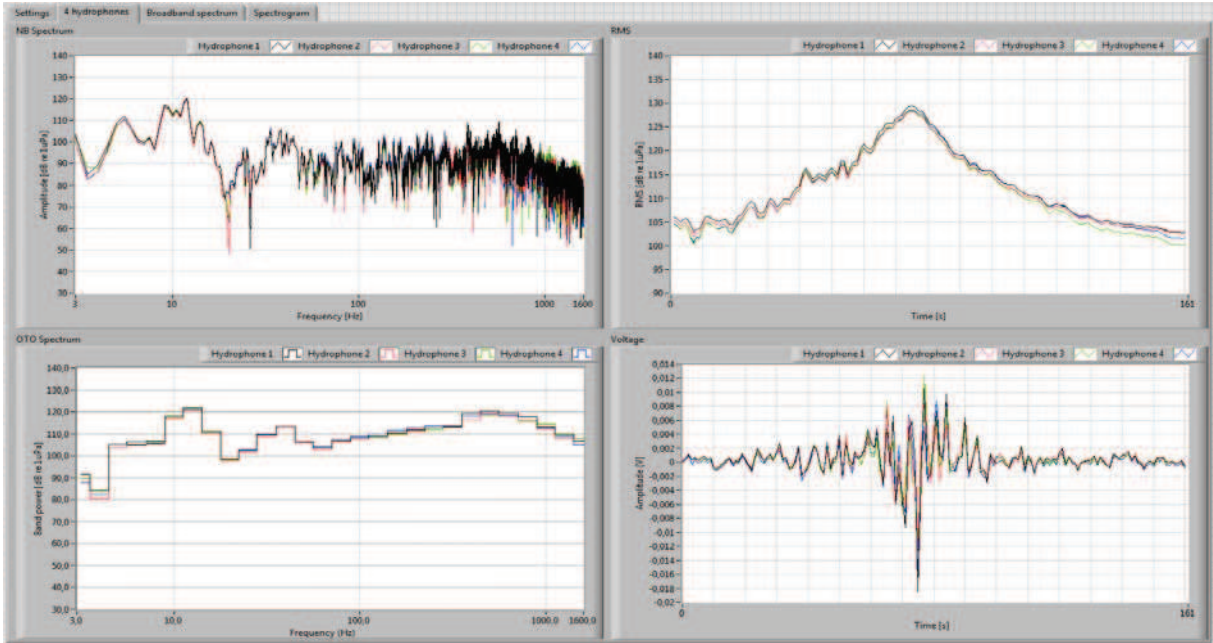 Settings 4 hydrophones Broadband spectrum Spectrogram
NB Spectrum
Hydrophone 1 Hydrophone 2 Hydrophone 3 Hydrophone 4
140
130
120
110
100
90
80
70
60
50
40
30
Amplitude [dB re 1uPa]
3 10 100 1000 1600
Frequency [Hz]
RMS
Hydrophone 1 Hydrophone 2 Hydrophone 3 Hydrophone 4
140
135
130
125
120
115
110
105
100
95
90
RMS [dB re 1uPa]
0 161
Time [s]
OTO Spectrum
Hydrophone 1 Hydrophone 2 Hydrophone 3 Hydrophone 4
140,0
130,0
120,0
110,0
100,0
90,0
80,0
70,0
60,0
50,0
40,0
30,0
Band power [dB re 1uPa]
3,0 10,0 100,0 1000,0 1600,0
Frequency [Hz]
Voltage
Hydrophone 1 Hydrophone 2 Hydrophone 3 Hydrophone 4
0,014
0,012
0,01
0,008
0,006
0,004
0,002
0
-0,002
-0,004
-0,006
-0,008
-0,01
-0,012
-0,014
-0,016
-0,018
-0,02
Amplitude [V]
0 161
Time [s]